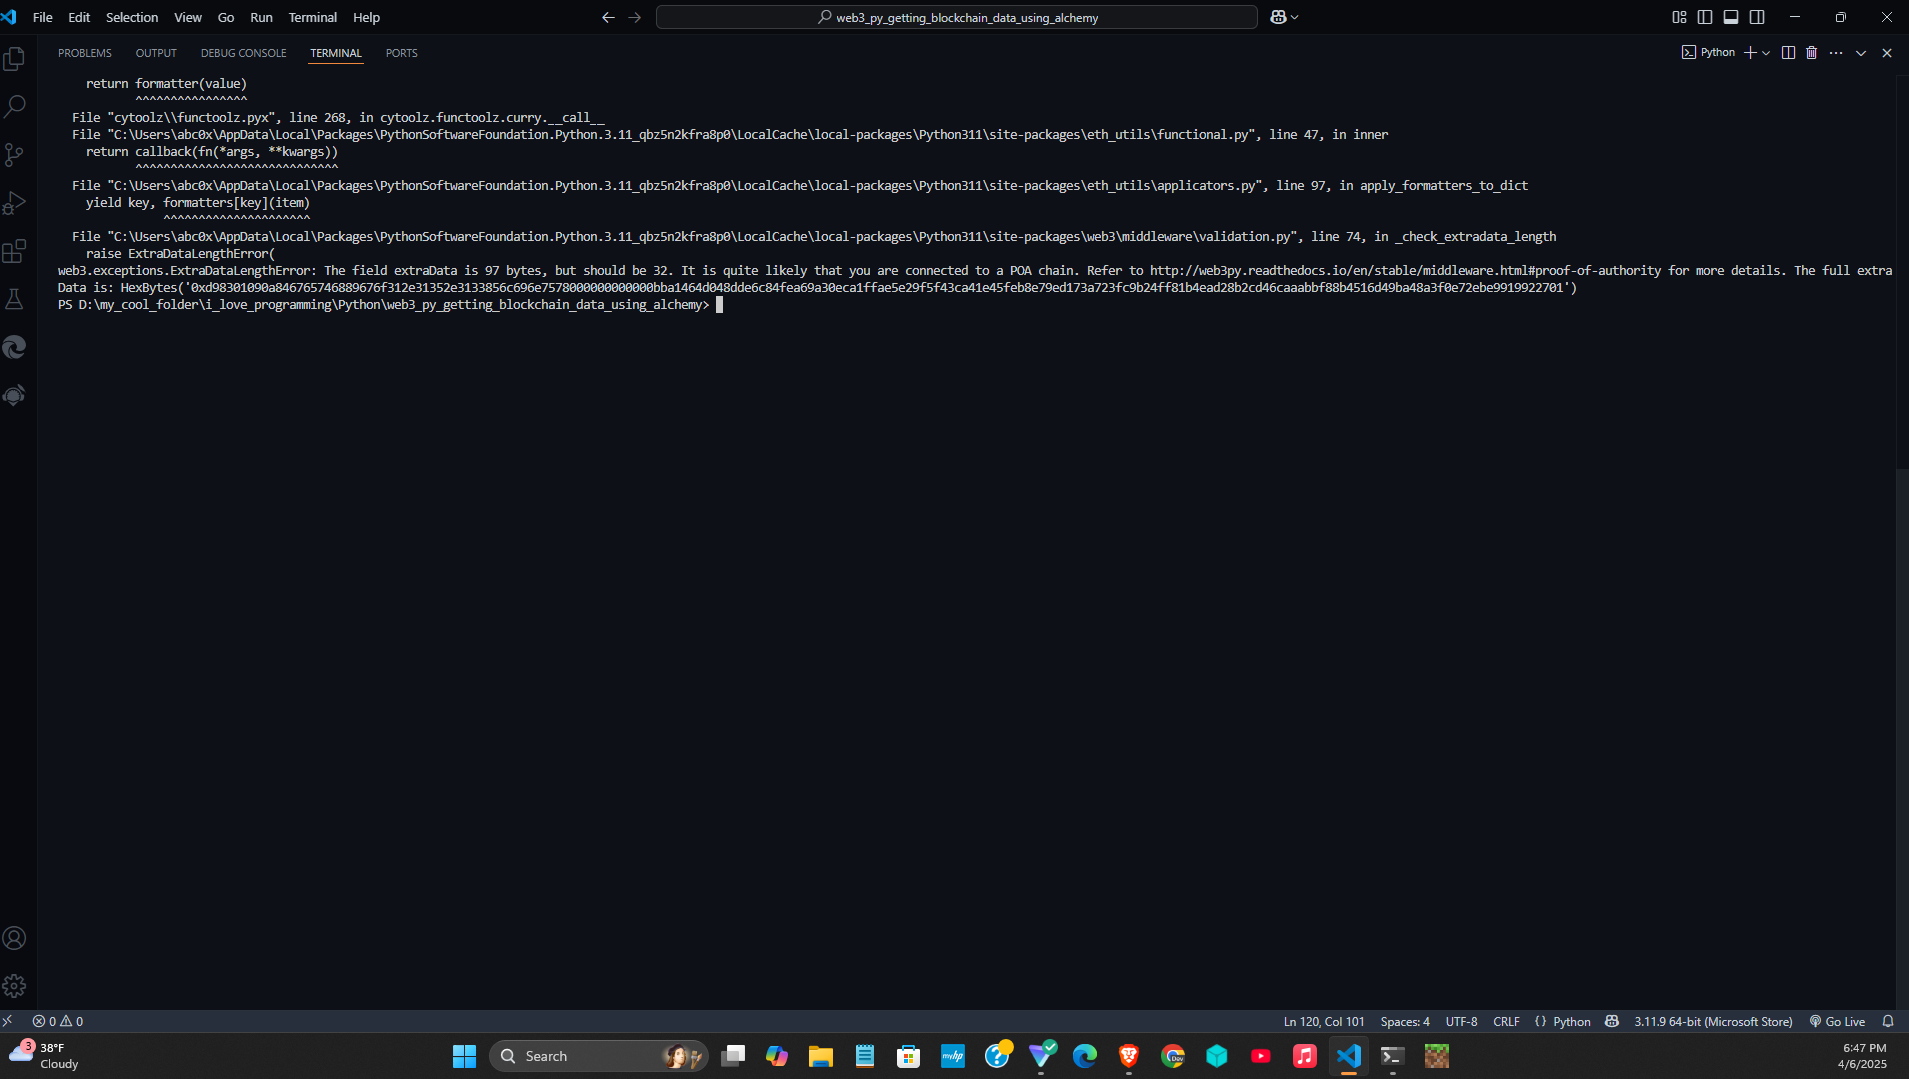 File Edit Selection View Go Run Terminal Help
web3_py_getting_blockchain_data_using_alchemy
PROBLEMS OUTPUT DEBUG CONSOLE TERMINAL PORTS
Python
return formatter(value)
^^^^^^^^^^^^^^^^
File "cytoolz\\functoolz.pyx", line 268, in cytoolz.functoolz.curry.__call__
File "C:\Users\abc0x\AppData\Local\Packages\PythonSoftwareFoundation.Python.3.11_qbz5n2kfra8p0\LocalCache\local-packages\Python311\site-packages\eth_utils\functional.py", line 47, in inner
return callback(fn(*args, **kwargs))
^^^^^^^^^^^^^^^^^^^^^^^^^^^^^
File "C:\Users\abc0x\AppData\Local\Packages\PythonSoftwareFoundation.Python.3.11_qbz5n2kfra8p0\LocalCache\local-packages\Python311\site-packages\eth_utils\applicators.py", line 97, in apply_formatters_to_dict
yield key, formatters[key](item)
^^^^^^^^^^^^^^^^^^^^^
File "C:\Users\abc0x\AppData\Local\Packages\PythonSoftwareFoundation.Python.3.11_qbz5n2kfra8p0\LocalCache\local-packages\Python311\site-packages\web3\middleware\validation.py", line 74, in _check_extradata_length
raise ExtraDataLengthError(
web3.exceptions.ExtraDataLengthError: The field extraData is 97 bytes, but should be 32. It is quite likely that you are connected to a POA chain. Refer to http://web3py.readthedocs.io/en/stable/middleware.html#proof-of-authority for more details. The full extra
Data is: HexBytes('0xd98301090a846765746889676f312e31352e3133856c696e7578000000000000bba1464d048dde6c84fea69a30eca1ffae5e29f5f43ca41e45feb8e79ed173a723fc9b24ff81b4ead28b2cd46caaabbf88b4516d49ba48a3f0e72ebe9919922701')
PS D:\my_cool_folder\i_love_programming\Python\web3_py_getting_blockchain_data_using_alchemy>
0 0
Ln 120, Col 101 Spaces: 4 UTF-8 CRLF {} Python 3.11.9 64-bit (Microsoft Store) Go Live
3
38°F
Cloudy
Search
myhp
Dev
6:47 PM
4/6/2025